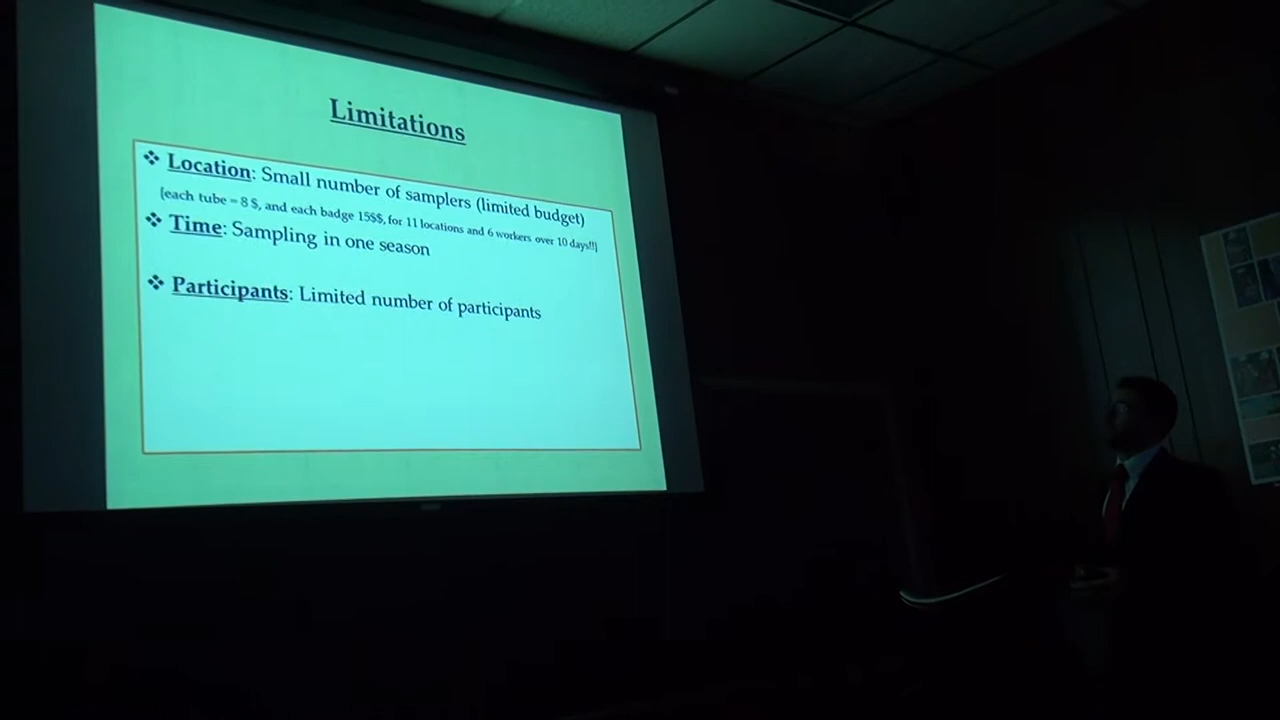 Limitations
❖ Location: Small number of samplers (limited budget)
[each tube = 8 $, and each badge 15$$, for 11 locations and 6 workers over 10 days!!]
❖ Time: Sampling in one season
❖ Participants: Limited number of participants